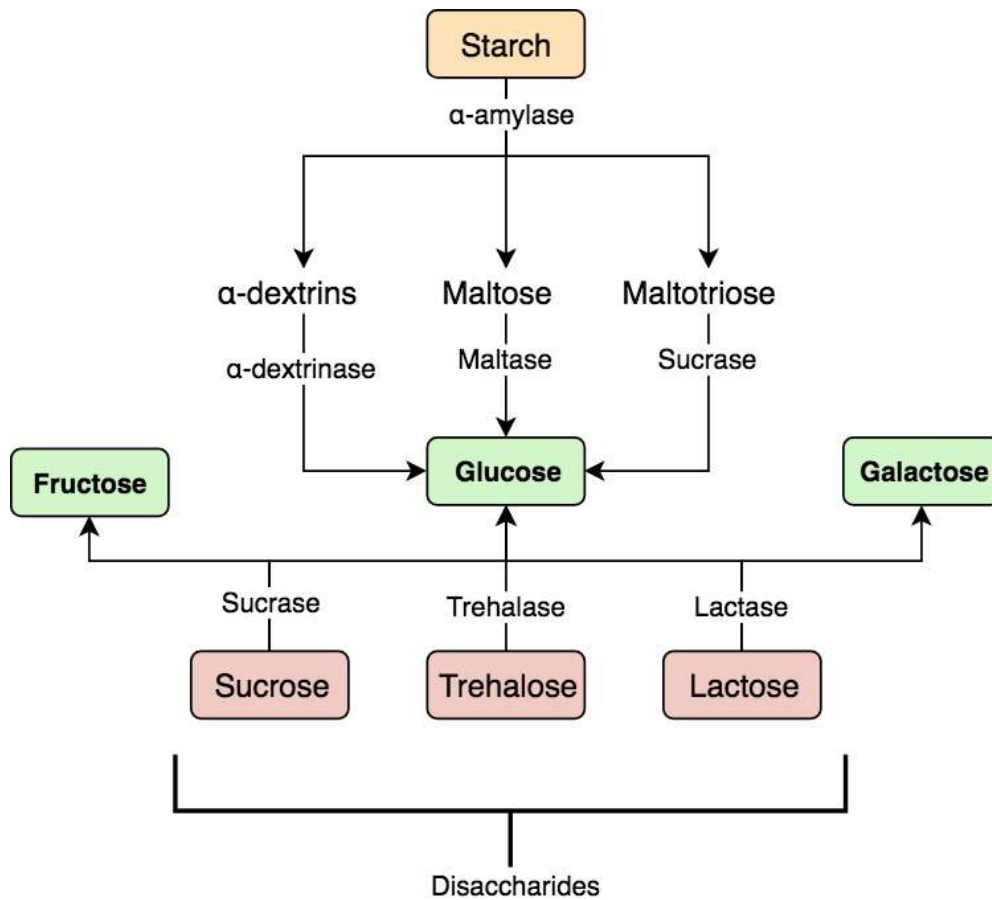 Starch
α-amylase
α-dextrins Maltose Maltotriose
α-dextrinase Maltase Sucrase
Fructose Glucose Galactose
Sucrase Trehalase Lactase
Sucrose Trehalose Lactose
Disaccharides